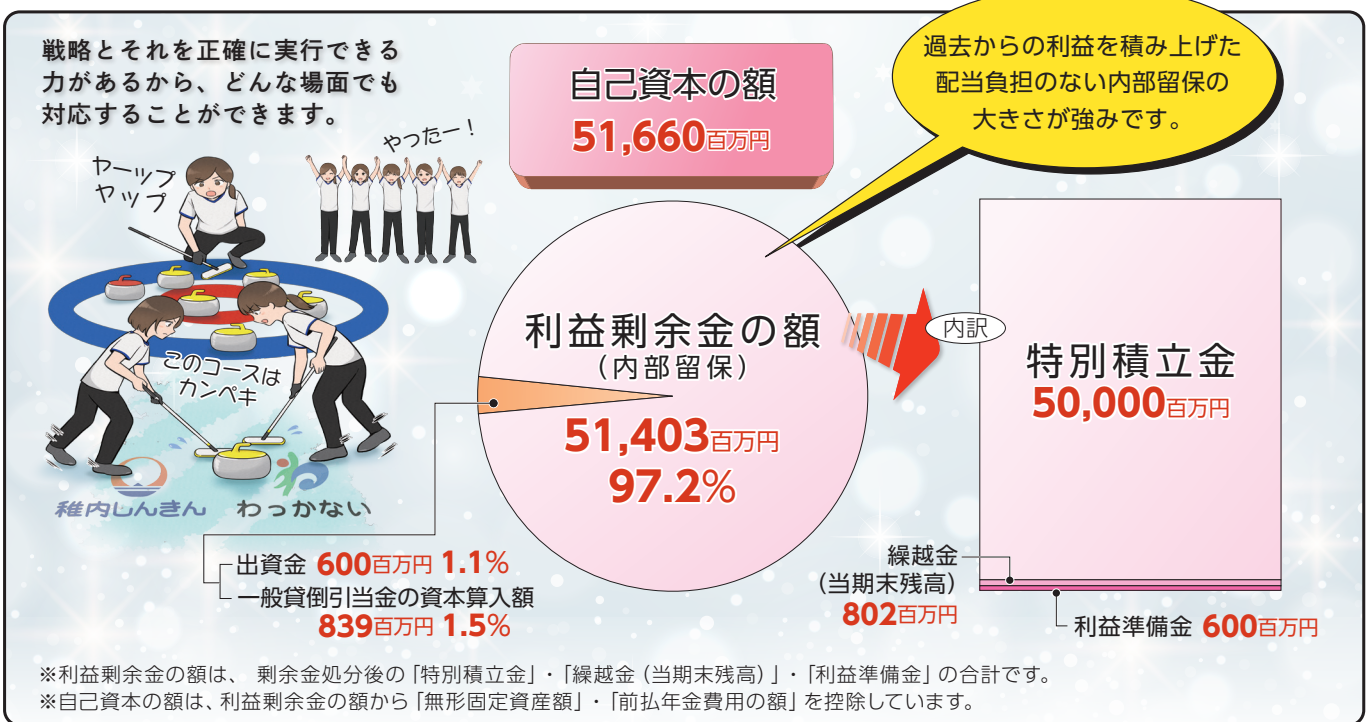 戦略とそれを正確に実行できる
力があるから、どんな場面でも
対応することができます。
ヤーップ
ヤップ
やったー！
このコースは
カンペキ
稚内しんきん
わっかない
自己資本の額
51,660百万円
過去からの利益を積み上げた
配当負担のない内部留保の
大きさが強みです。
利益剰余金の額
(内部留保)
51,403百万円
97.2%
出資金 600百万円 1.1%
一般貸倒引当金の資本算入額
839百万円 1.5%
内訳
特別積立金
50,000百万円
繰越金
(当期末残高)
802百万円
利益準備金 600百万円
※利益剰余金の額は、 剰余金処分後の「特別積立金」・「繰越金 (当期末残高)」・「利益準備金」の合計です。
※自己資本の額は、利益剰余金の額から「無形固定資産額」・「前払年金費用の額」を控除しています。